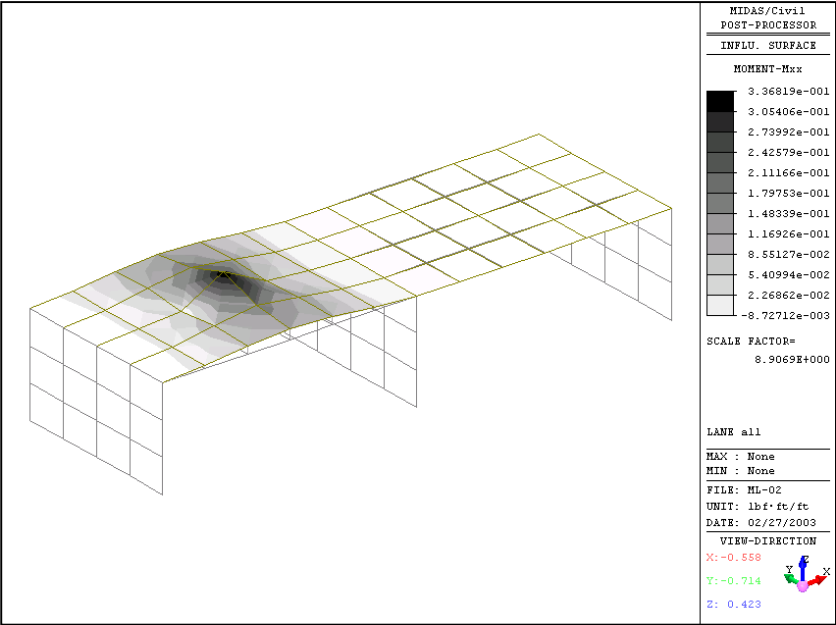 MIDAS/Civil
POST-PROCESSOR
INFLU. SURFACE
MOMENT-Mxx
3.36819e-001
3.05406e-001
2.73992e-001
2.42579e-001
2.11166e-001
1.79753e-001
1.48339e-001
1.16926e-001
8.55127e-002
5.40994e-002
2.26862e-002
-8.72712e-003
SCALE FACTOR=
8.9069E+000
LANE all
MAX : None
MIN : None
FILE: ML-02
UNIT: lbf·ft/ft
DATE: 02/27/2003
VIEW-DIRECTION
X:-0.558
Y:-0.714
Z: 0.423
Z
Y
X